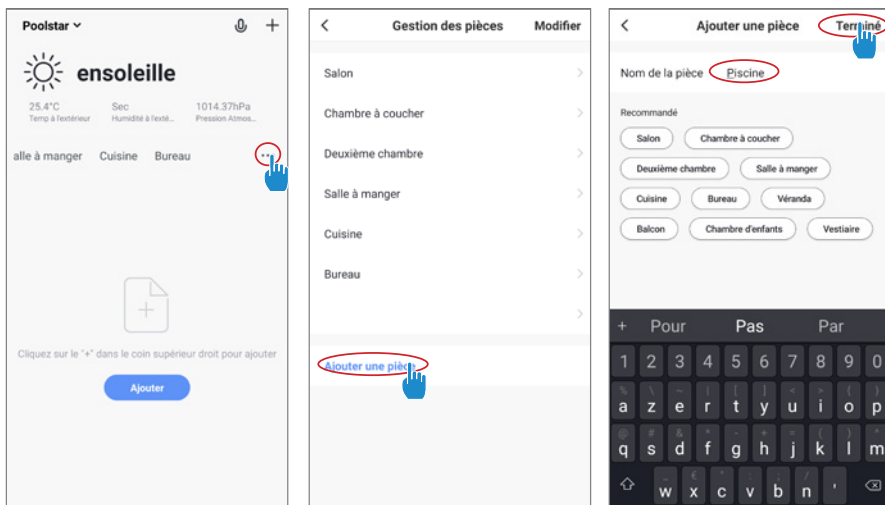 Poolstar
ensoleille
25.4°C Sec 1014.37hPa
Temp à l'extérieur Humidité à l'exté... Pression Atmos...
alle à manger Cuisine Bureau ...
Cliquez sur le "+" dans le coin supérieur droit pour ajouter
Ajouter
Gestion des pièces Modifier
Salon
Chambre à coucher
Deuxième chambre
Salle à manger
Cuisine
Bureau
Ajouter une pièce
Ajouter une pièce Terminé
Nom de la pièce Piscine
Recommandé
Salon Chambre à coucher
Deuxième chambre Salle à manger
Cuisine Bureau Véranda
Balcon Chambre d'enfants Vestiaire
+ Pour Pas Par
1 2 3 4 5 6 7 8 9 0
a z e r t y u i o p
q s d f g h j k l m
w x c v b n '